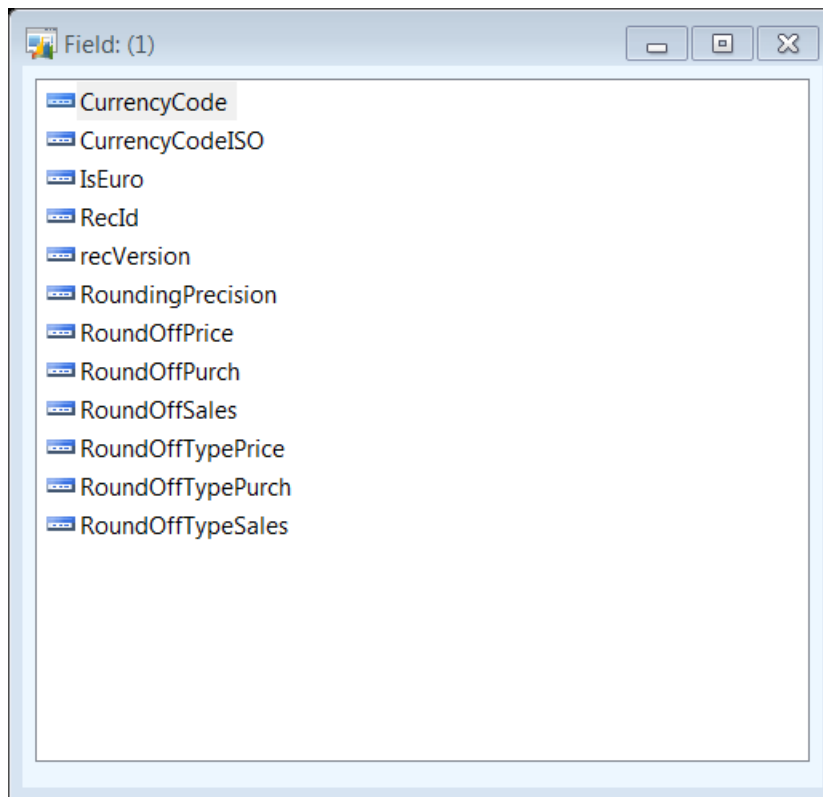 Field: (1)
CurrencyCode
CurrencyCodeISO
IsEuro
RecId
recVersion
RoundingPrecision
RoundOffPrice
RoundOffPurch
RoundOffSales
RoundOffTypePrice
RoundOffTypePurch
RoundOffTypeSales